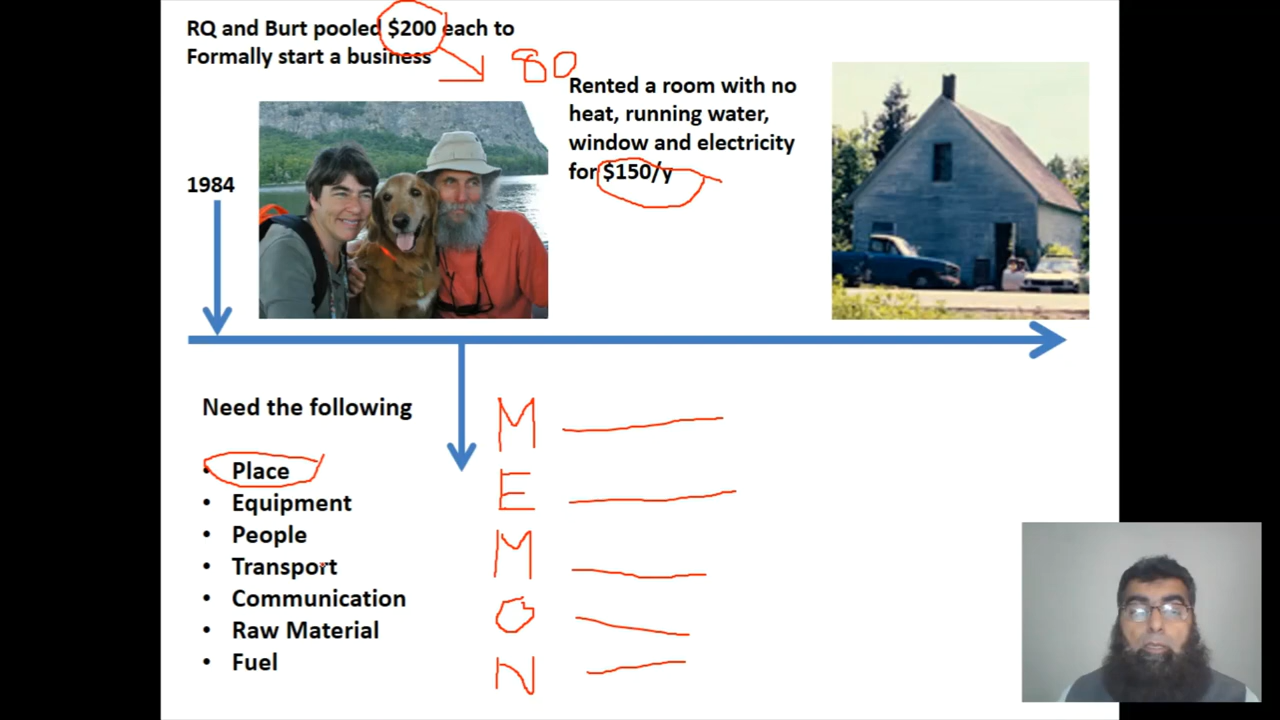 RQ and Burt pooled $200 each to
Formally start a business
80
Rented a room with no
heat, running water,
window and electricity
for $150/y
1984
Need the following
• Place
• Equipment
• People
• Transport
• Communication
• Raw Material
• Fuel
M
E
M
O
N